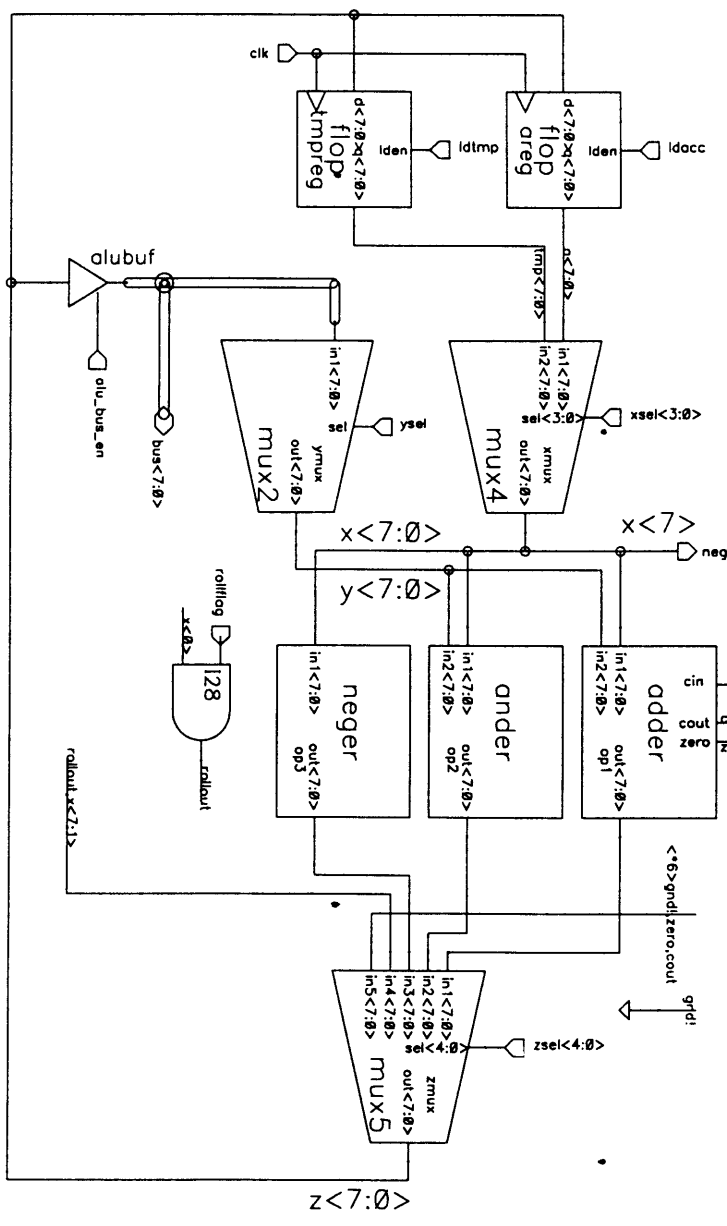 clk
d<7:0>
q<7:0>
flop
tmpreg
lden
ldtmp
d<7:0>
q<7:0>
flop
areg
lden
ldacc
alubuf
alu_bus_en
bus<7:0>
tmp<7:0>
a<7:0>
in1<7:0>
sel
ysel
ymux
out<7:0>
mux2
in2<7:0>
in1<7:0>
sel<3:0>
xsel<3:0>
xmux
out<7:0>
mux4
x<7:0>
x<7>
neg
y<7:0>
x<0>
rollflag
I28
rollout
in1<7:0>
neger
out<7:0>
op3
in2<7:0>
in1<7:0>
ander
out<7:0>
op2
in2<7:0>
in1<7:0>
adder
cin
cout
zero
out<7:0>
op1
rollout,x<7:1>
<*6>gnd!,zero,cout
gnd!
in5<7:0>
in4<7:0>
in3<7:0>
in2<7:0>
in1<7:0>
sel<4:0>
zsel<4:0>
zmux
out<7:0>
mux5
z<7:0>